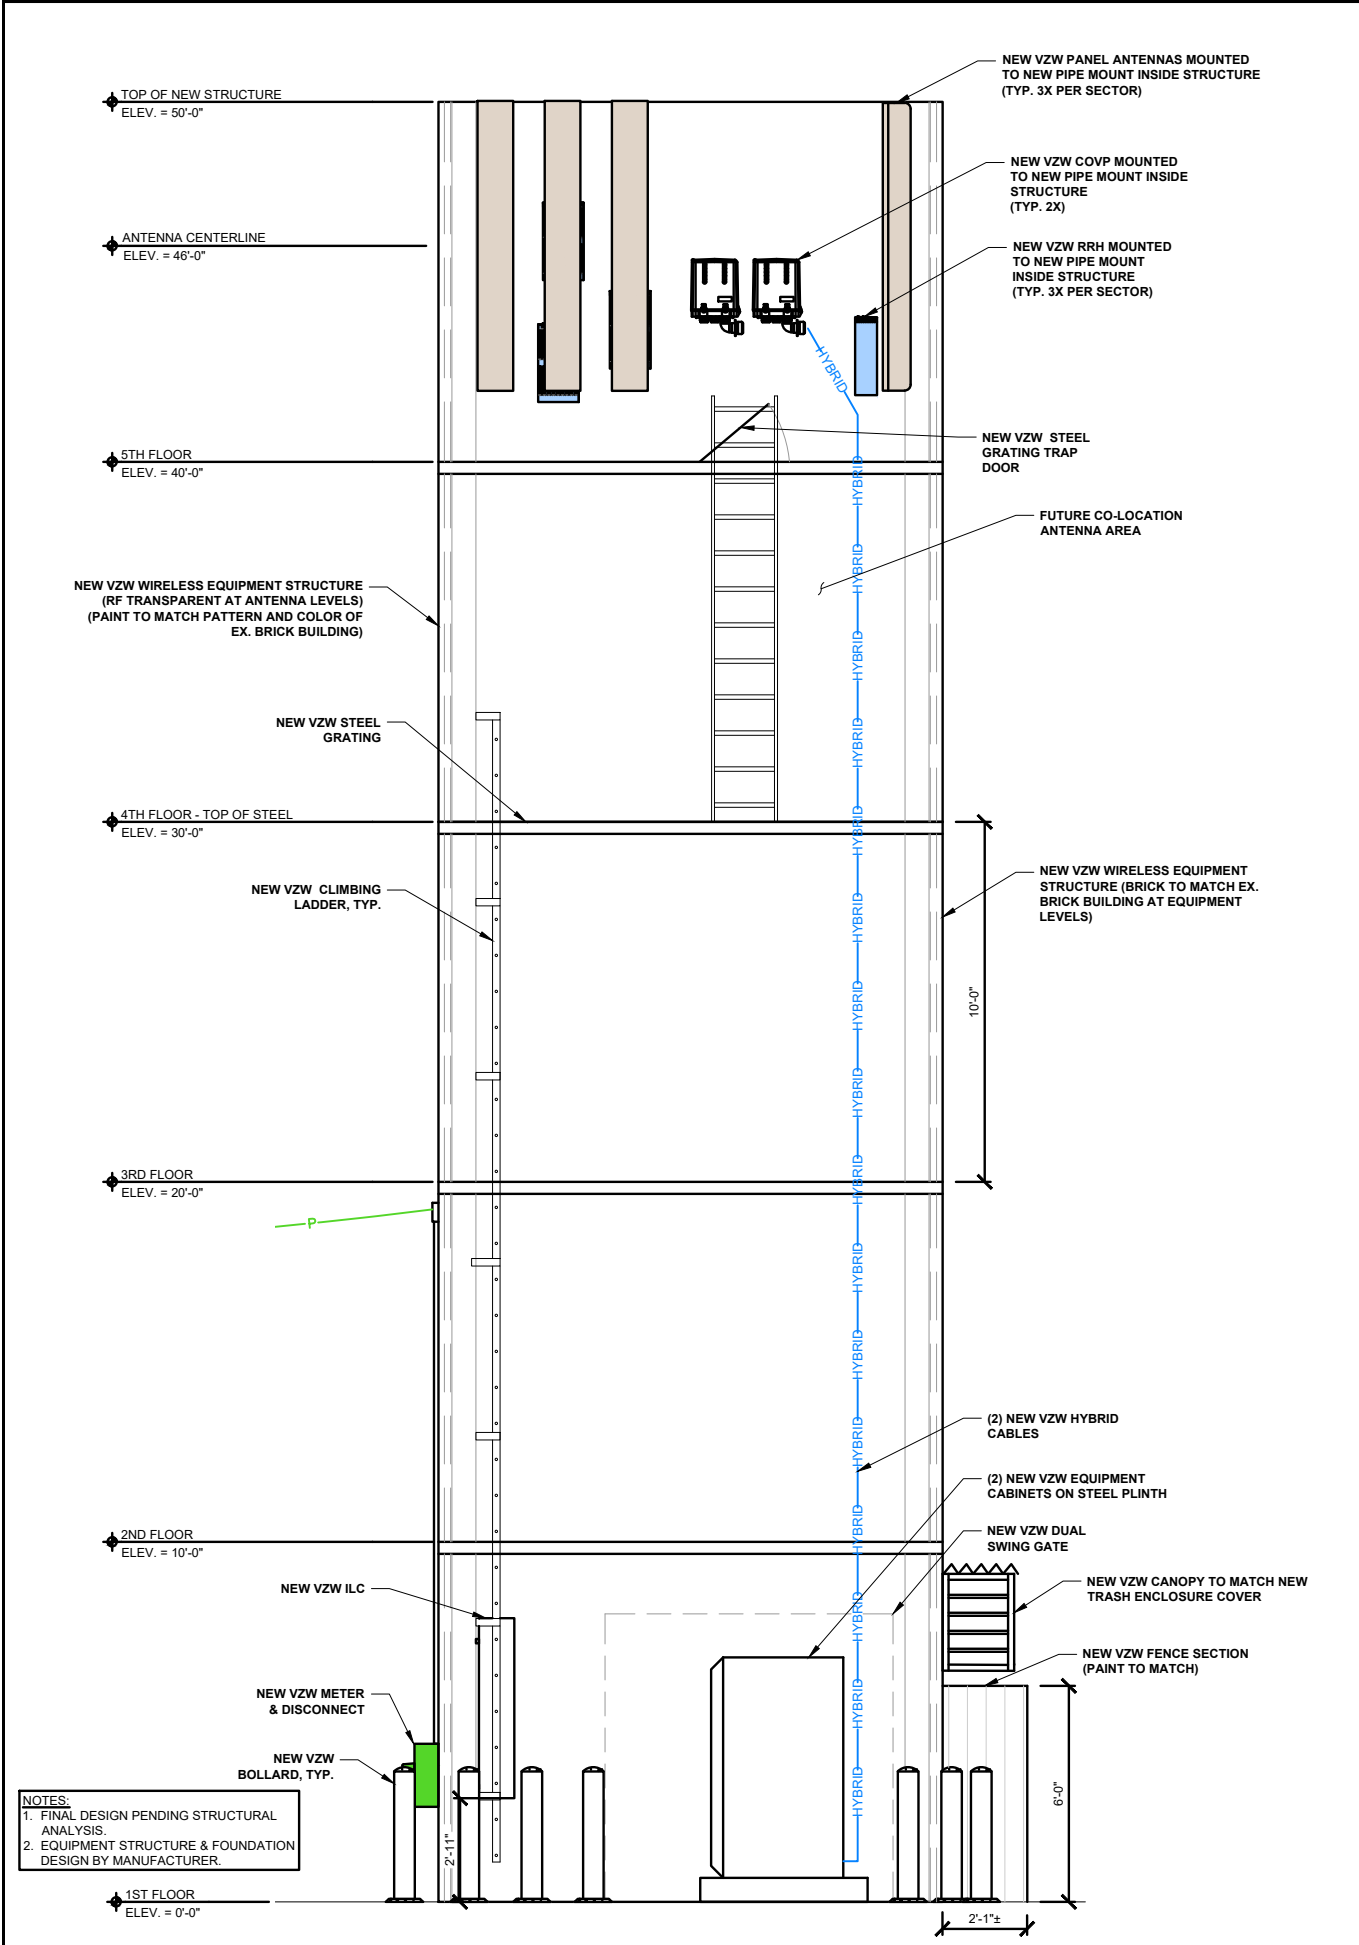 NEW VZW PANEL ANTENNAS MOUNTED
TO NEW PIPE MOUNT INSIDE STRUCTURE
(TYP. 3X PER SECTOR)
TOP OF NEW STRUCTURE
ELEV. = 50'-0"
NEW VZW COVP MOUNTED
TO NEW PIPE MOUNT INSIDE
STRUCTURE
(TYP. 2X)
ANTENNA CENTERLINE
ELEV. = 46'-0"
NEW VZW RRH MOUNTED
TO NEW PIPE MOUNT
INSIDE STRUCTURE
(TYP. 3X PER SECTOR)
HYBRID
NEW VZW  STEEL
GRATING TRAP
DOOR
5TH FLOOR
ELEV. = 40'-0"
HYBRID
FUTURE CO-LOCATION
ANTENNA AREA
HYBRID
NEW VZW WIRELESS EQUIPMENT STRUCTURE
(RF TRANSPARENT AT ANTENNA LEVELS)
(PAINT TO MATCH PATTERN AND COLOR OF
EX. BRICK BUILDING)
HYBRID
NEW VZW STEEL
GRATING
HYBRID
4TH FLOOR - TOP OF STEEL
ELEV. = 30'-0"
HYBRID
NEW VZW WIRELESS EQUIPMENT
STRUCTURE (BRICK TO MATCH EX.
BRICK BUILDING AT EQUIPMENT
LEVELS)
NEW VZW  CLIMBING
LADDER, TYP.
HYBRID
10'-0"
HYBRID
HYBRID
3RD FLOOR
ELEV. = 20'-0"
HYBRID
P
HYBRID
HYBRID
(2) NEW VZW HYBRID
CABLES
HYBRID
(2) NEW VZW EQUIPMENT
CABINETS ON STEEL PLINTH
HYBRID
2ND FLOOR
ELEV. = 10'-0"
NEW VZW DUAL
SWING GATE
NEW VZW ILC
HYBRID
NEW VZW CANOPY TO MATCH NEW
TRASH ENCLOSURE COVER
NEW VZW FENCE SECTION
(PAINT TO MATCH)
NEW VZW METER
& DISCONNECT
HYBRID
NEW VZW
BOLLARD, TYP.
HYBRID
6'-0"
NOTES:
1. FINAL DESIGN PENDING STRUCTURAL
ANALYSIS.
2. EQUIPMENT STRUCTURE & FOUNDATION
DESIGN BY MANUFACTURER.
2'-11"
1ST FLOOR
ELEV. = 0'-0"
2'-1"±